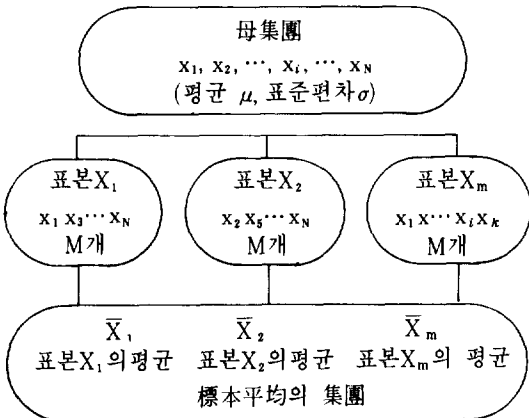 母集團
x₁, x₂, ···, xᵢ, ···, x_N
(평균 μ, 표준편차σ)
표본X₁ 표본X₂ 표본X_m
x₁ x₃··· x_N x₂ x₅··· x_N x₁ x··· xᵢ x_k
M개 M개 M개
X̄₁ X̄₂ X̄_m
표본X₁의평균 표본X₂의평균 표본X_m의 평균
標本平均의 集團